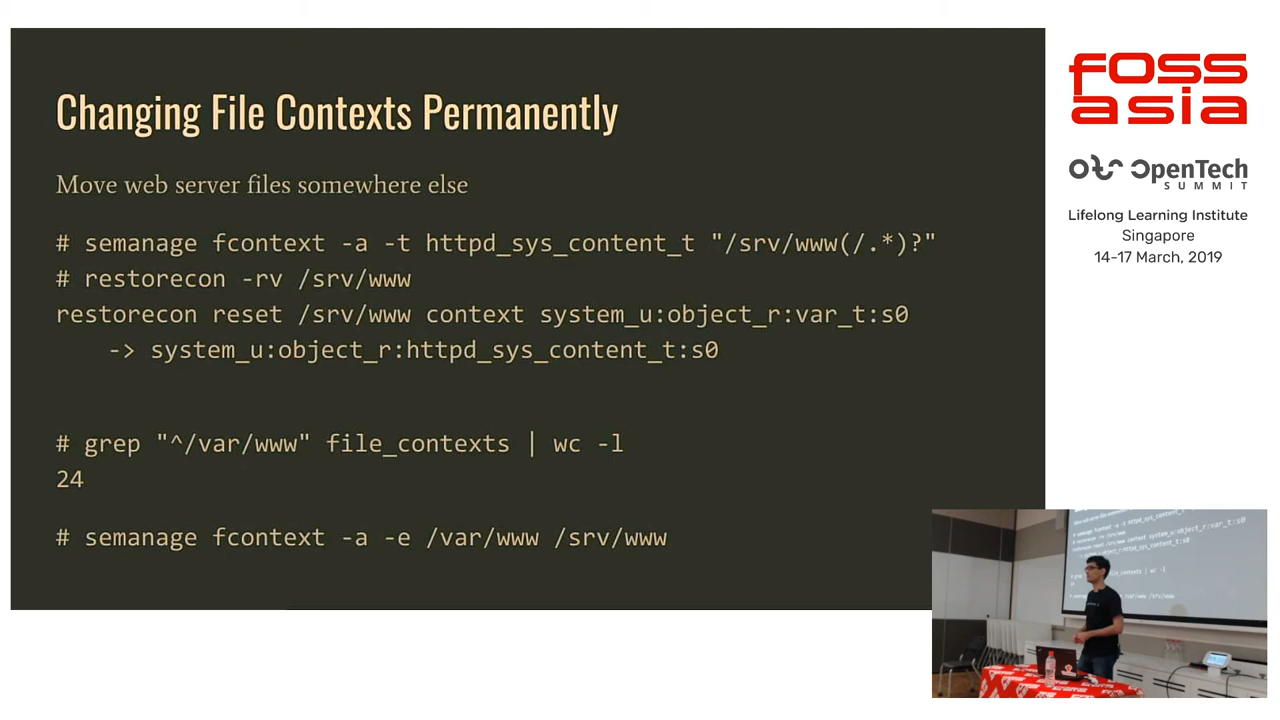 Changing File Contexts Permanently
Move web server files somewhere else
# semanage fcontext -a -t httpd_sys_content_t "/srv/www(/.*)?"
# restorecon -rv /srv/www
restorecon reset /srv/www context system_u:object_r:var_t:s0
-> system_u:object_r:httpd_sys_content_t:s0
# grep "^/var/www" file_contexts | wc -l
24
# semanage fcontext -a -e /var/www /srv/www
foss
asia
OpenTech
SUMMIT
Lifelong Learning Institute
Singapore
14-17 March, 2019